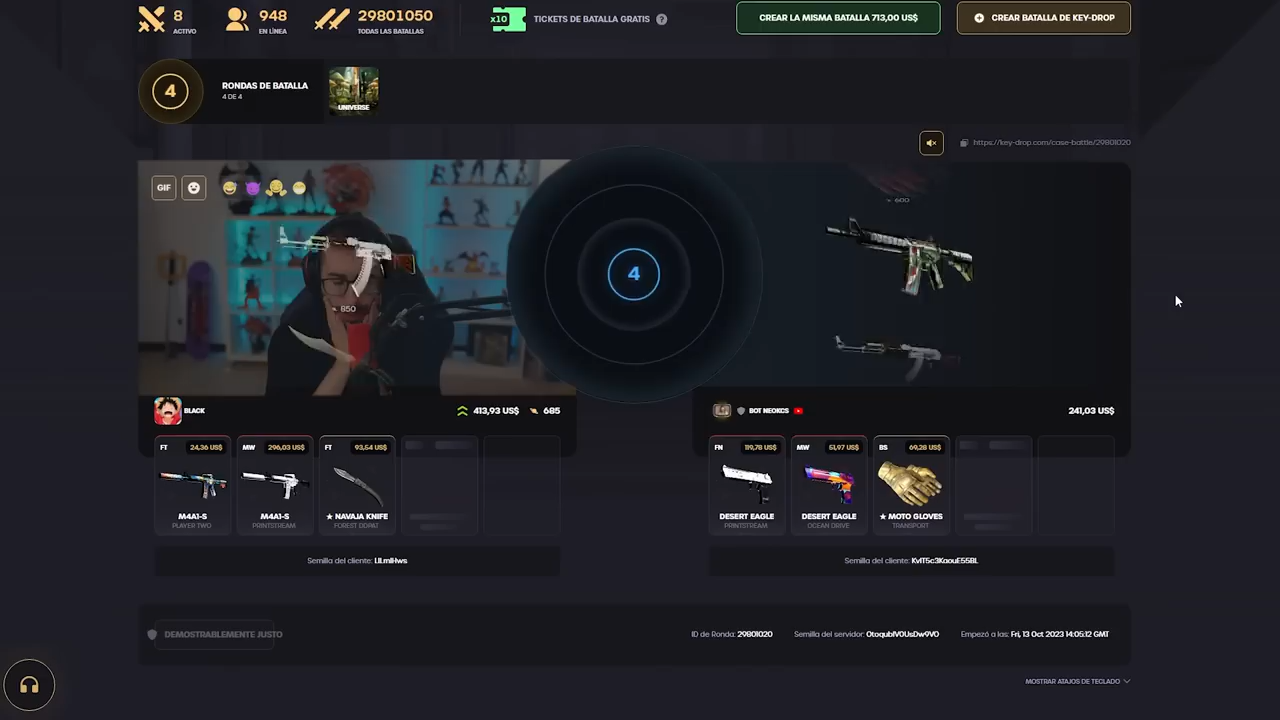 8
ACTIVO
948
EN LÍNEA
29801050
TODAS LAS BATALLAS
x10
TICKETS DE BATALLA GRATIS ?
CREAR LA MISMA BATALLA 713,00 US$
CREAR BATALLA DE KEY-DROP
4
RONDAS DE BATALLA
4 DE 4
UNIVERSE
https://key-drop.com/case-battle/29801020
GIF
600
850
4
BLACK
413,93 US$
685
BOT NEOKCS
241,03 US$
FT 24,36 US$
M4A1-S
PLAYER TWO
MW 296,03 US$
M4A1-S
PRINTSTREAM
FT 93,54 US$
★ NAVAJA KNIFE
FOREST DDPAT
FN 119,78 US$
DESERT EAGLE
PRINTSTREAM
MW 51,97 US$
DESERT EAGLE
OCEAN DRIVE
BS 69,28 US$
★ MOTO GLOVES
TRANSPORT
Semilla del cliente:
Semilla del cliente:
DEMOSTRABLEMENTE JUSTO
ID de Ronda: 29801020
Semilla del servidor:
Empezó a las: Fri, 13 Oct 2023 14:05:12 GMT
MOSTRAR ATAJOS DE TECLADO